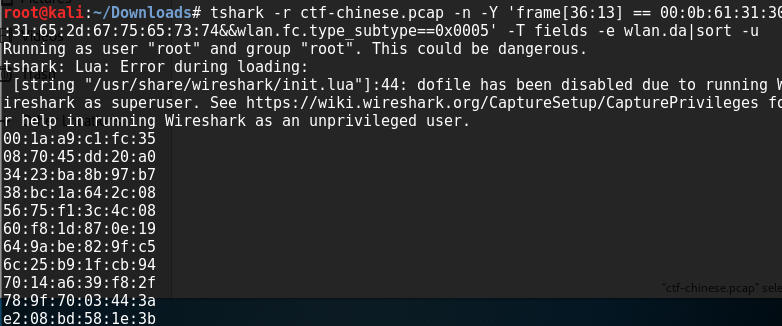 root@kali:~/Downloads# tshark -r ctf-chinese.pcap -n -Y 'frame[36:13] == 00:0b:61:31:30
:31:65:2d:67:75:65:73:74&&wlan.fc.type_subtype==0x0005' -T fields -e wlan.da|sort -u
Running as user "root" and group "root". This could be dangerous.
tshark: Lua: Error during loading:
 [string "/usr/share/wireshark/init.lua"]:44: dofile has been disabled due to running W
ireshark as superuser. See https://wiki.wireshark.org/CaptureSetup/CapturePrivileges fo
r help in running Wireshark as an unprivileged user.
00:1a:a9:c1:fc:35
08:70:45:dd:20:a0
34:23:ba:8b:97:b7
38:bc:1a:64:2c:08
56:75:f1:3c:4c:08
60:f8:1d:87:0e:19
64:9a:be:82:9f:c5
6c:25:b9:1f:cb:94
70:14:a6:39:f8:2f
"ctf-chinese.pcap" sele
78:9f:70:03:44:3a
e2:08:bd:58:1e:3b